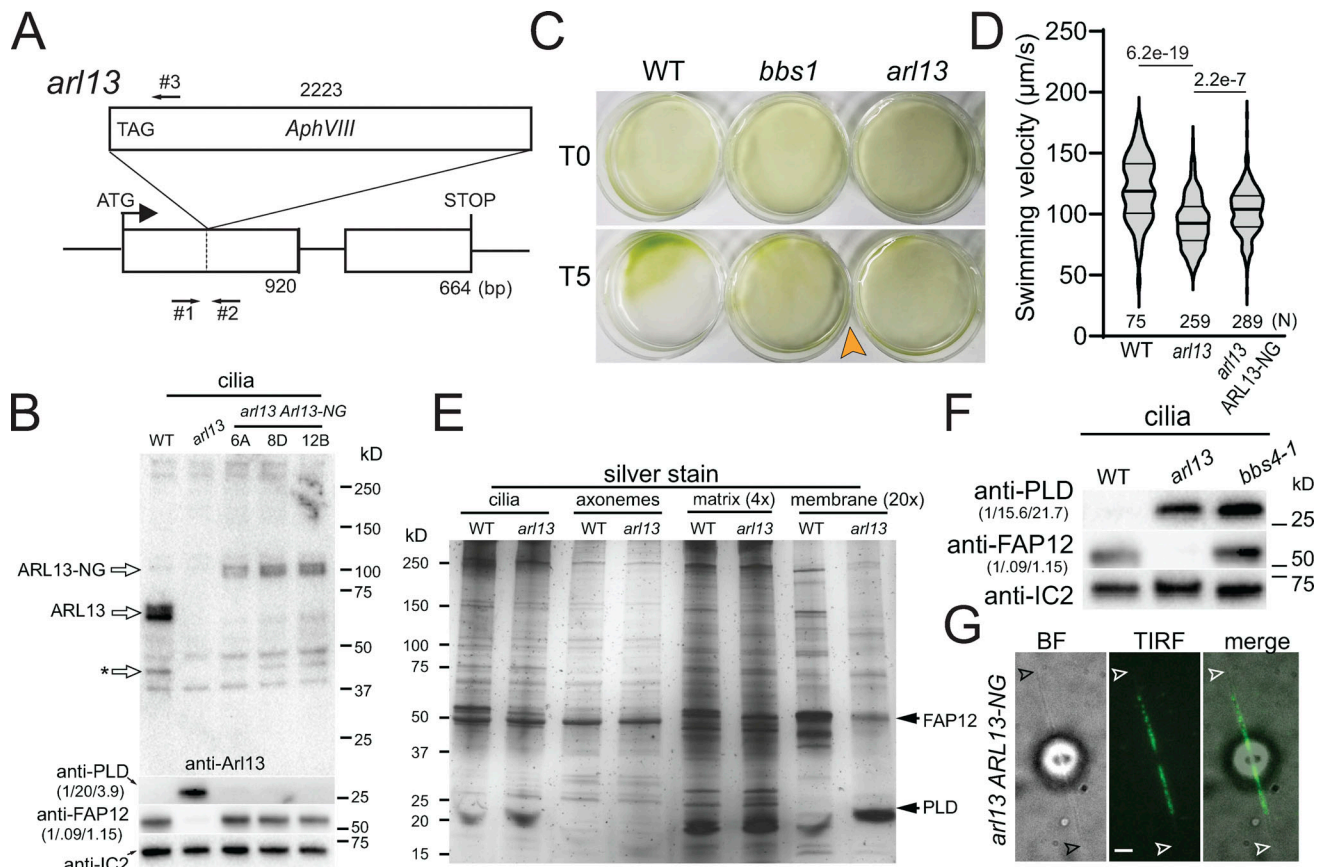 A
arl13
#3
2223
TAG
AphVIII
ATG
STOP
920
664 (bp)
#1
#2
B
cilia
arl13 Arl13-NG
WT
arl13
6A
8D
12B
kD
250
150
ARL13-NG
100
75
ARL13
50
*
37
25
anti-Arl13
anti-PLD
(1/20/3.9)
25
anti-FAP12
(1/.09/1.15)
50
75
anti-IC2
C
WT
bbs1
arl13
T0
T5
D
Swimming velocity (µm/s)
250
200
150
100
50
0
6.2e-19
2.2e-7
75
259
289
(N)
WT
arl13
arl13
ARL13-NG
E
silver stain
cilia
axonemes
matrix (4x)
membrane (20x)
WT
arl13
WT
arl13
WT
arl13
WT
arl13
kD
250
150
100
75
50
37
25
20
15
FAP12
PLD
F
cilia
WT
arl13
bbs4-1
kD
anti-PLD
(1/15.6/21.7)
25
anti-FAP12
(1/.09/1.15)
50
75
anti-IC2
G
BF
TIRF
merge
arl13 ARL13-NG